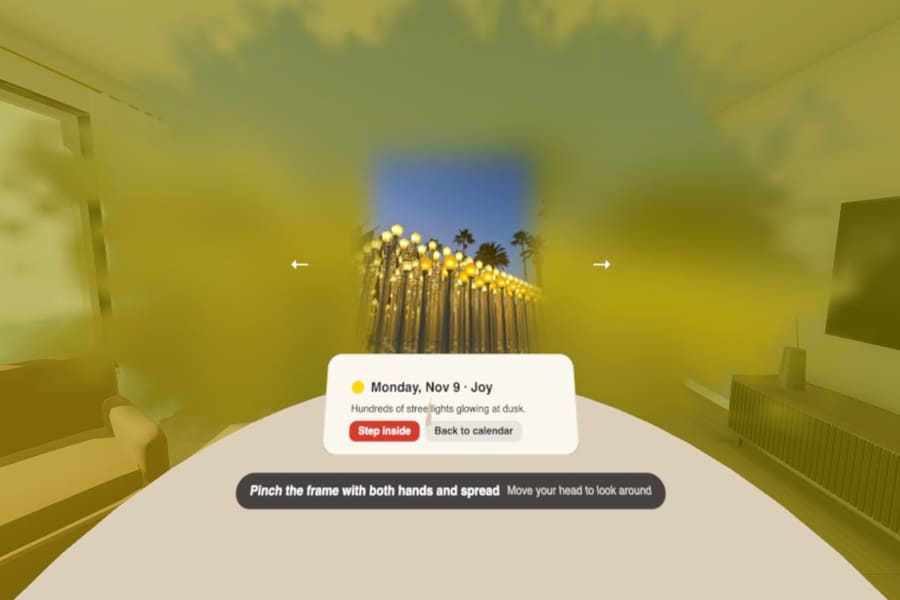 ← →
Monday, Nov 9 · Joy
Hundreds of streetlights glowing at dusk.
Step inside Back to calendar
Pinch the frame with both hands and spread Move your head to look around